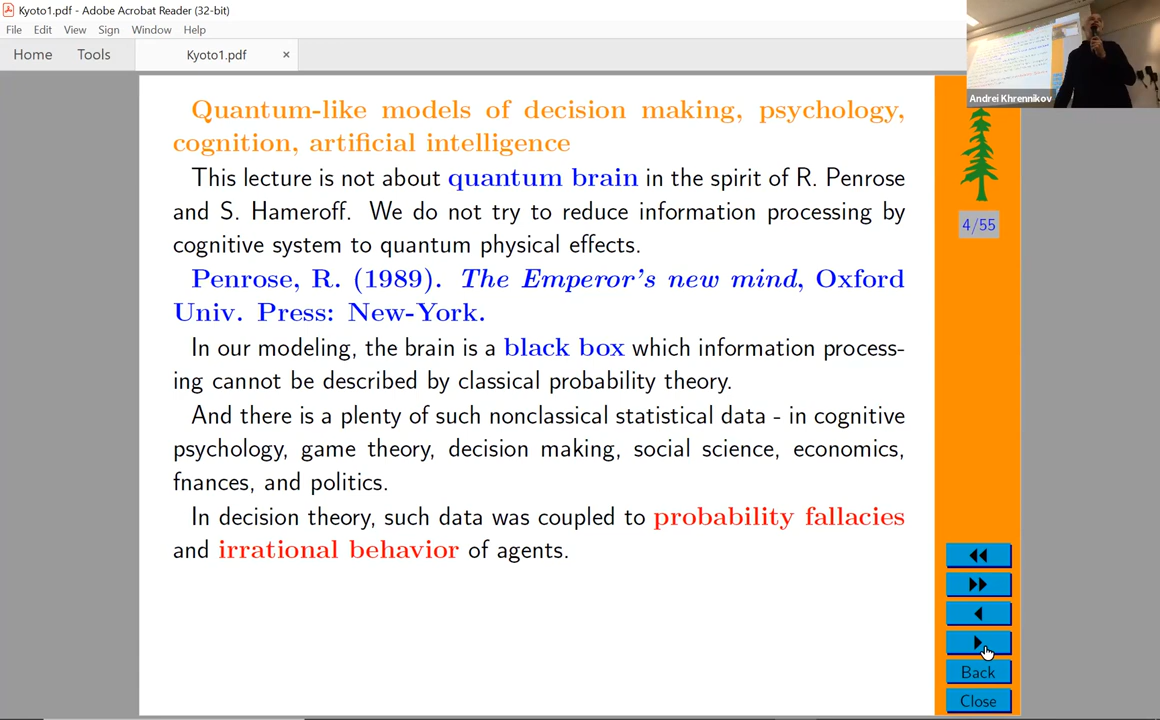 Kyoto1.pdf - Adobe Acrobat Reader (32-bit)
File Edit View Sign Window Help
Home Tools Kyoto1.pdf ×
Andrei Khrennikov
Quantum-like models of decision making, psychology,
cognition, artificial intelligence
This lecture is not about quantum brain in the spirit of R. Penrose
and S. Hameroff. We do not try to reduce information processing by
cognitive system to quantum physical effects.
Penrose, R. (1989). The Emperor's new mind, Oxford
Univ. Press: New-York.
In our modeling, the brain is a black box which information process-
ing cannot be described by classical probability theory.
And there is a plenty of such nonclassical statistical data - in cognitive
psychology, game theory, decision making, social science, economics,
fnances, and politics.
In decision theory, such data was coupled to probability fallacies
and irrational behavior of agents.
4/55
Back
Close